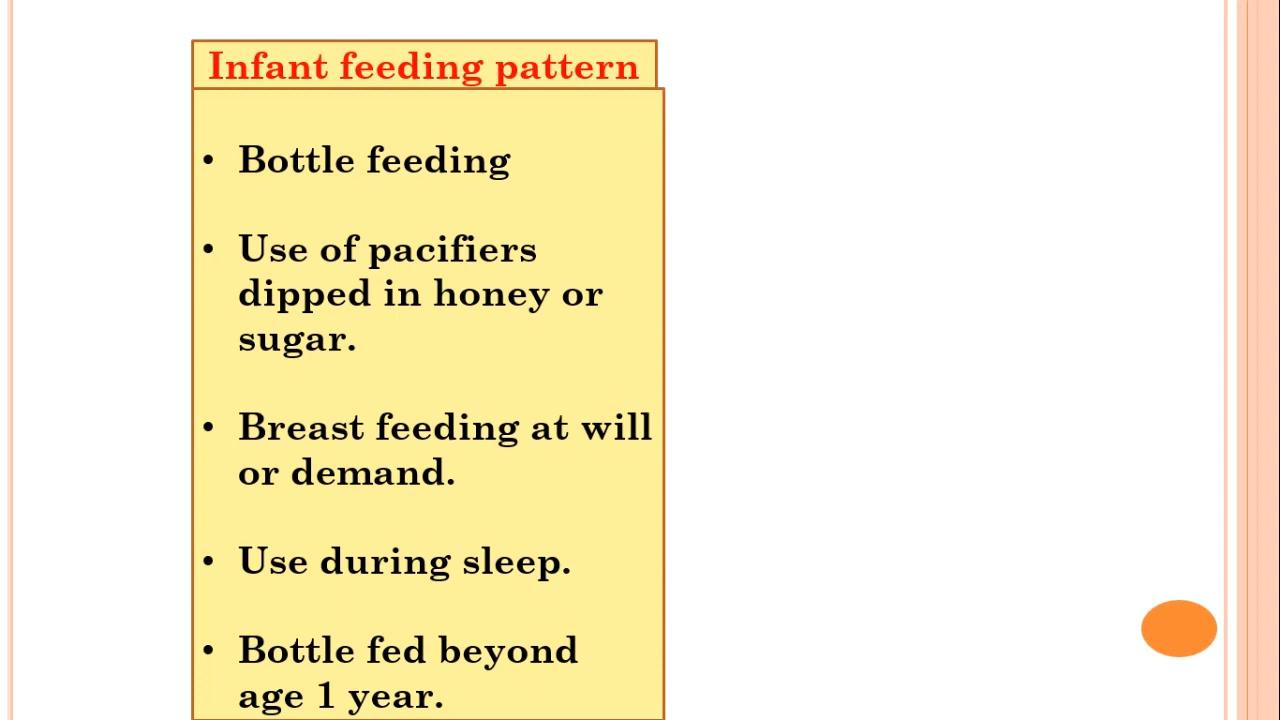 Infant feeding pattern
• Bottle feeding
• Use of pacifiers
dipped in honey or
sugar.
• Breast feeding at will
or demand.
• Use during sleep.
• Bottle fed beyond
age 1 year.